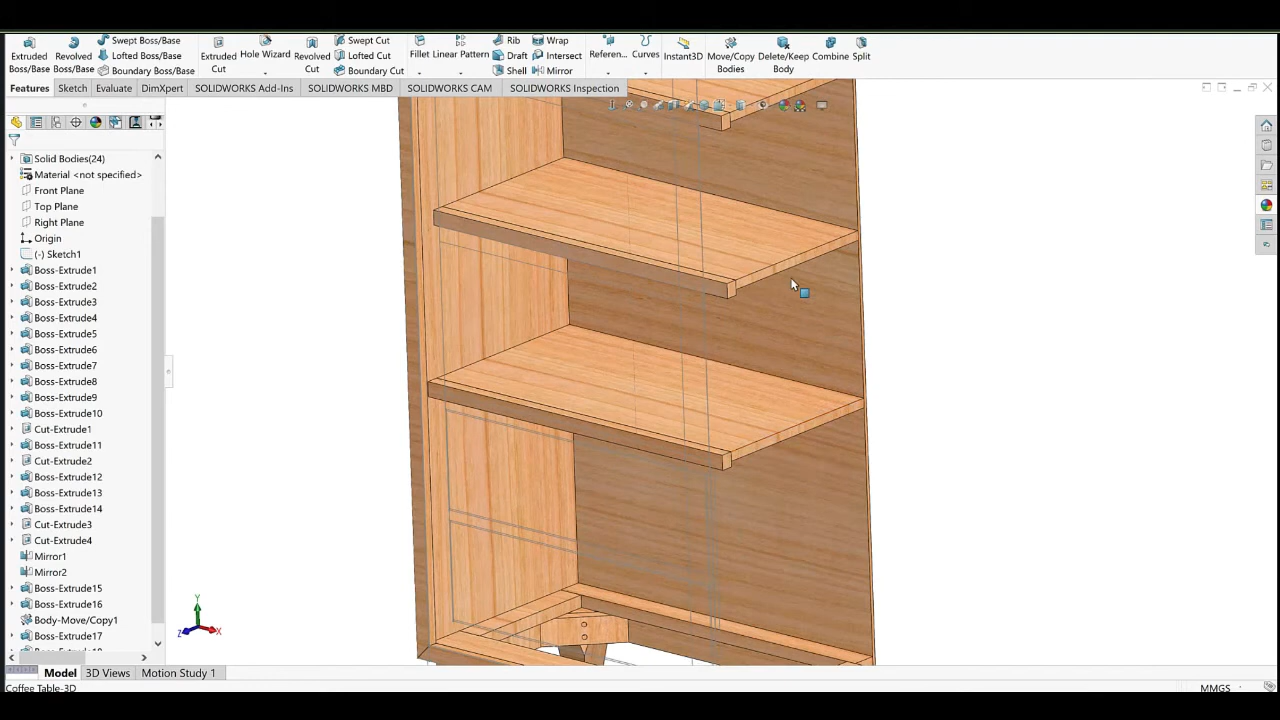 Extruded Boss/Base
Revolved Boss/Base
Swept Boss/Base
Lofted Boss/Base
Boundary Boss/Base
Extruded Cut
Hole Wizard
Revolved Cut
Swept Cut
Lofted Cut
Boundary Cut
Fillet
Linear Pattern
Rib
Draft
Shell
Wrap
Intersect
Mirror
Referen...
Curves
Instant3D
Move/Copy Bodies
Delete/Keep Body
Combine
Split
Features
Sketch
Evaluate
DimXpert
SOLIDWORKS Add-Ins
SOLIDWORKS MBD
SOLIDWORKS CAM
SOLIDWORKS Inspection
Solid Bodies(24)
Material <not specified>
Front Plane
Top Plane
Right Plane
Origin
(-) Sketch1
Boss-Extrude1
Boss-Extrude2
Boss-Extrude3
Boss-Extrude4
Boss-Extrude5
Boss-Extrude6
Boss-Extrude7
Boss-Extrude8
Boss-Extrude9
Boss-Extrude10
Cut-Extrude1
Boss-Extrude11
Cut-Extrude2
Boss-Extrude12
Boss-Extrude13
Boss-Extrude14
Cut-Extrude3
Cut-Extrude4
Mirror1
Mirror2
Boss-Extrude15
Boss-Extrude16
Body-Move/Copy1
Boss-Extrude17
Y
Z
X
Model
3D Views
Motion Study 1
Coffee Table-3D
MMGS